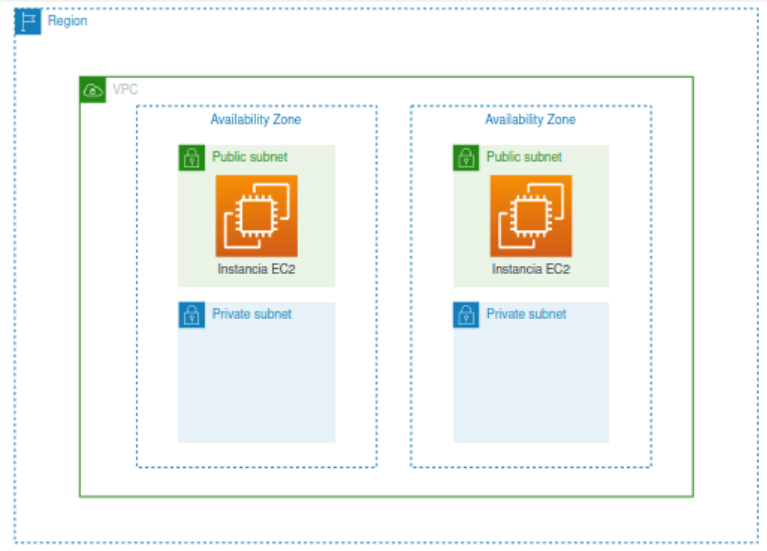 Region
VPC
Availability Zone
Availability Zone
Public subnet
Public subnet
Instancia EC2
Instancia EC2
Private subnet
Private subnet